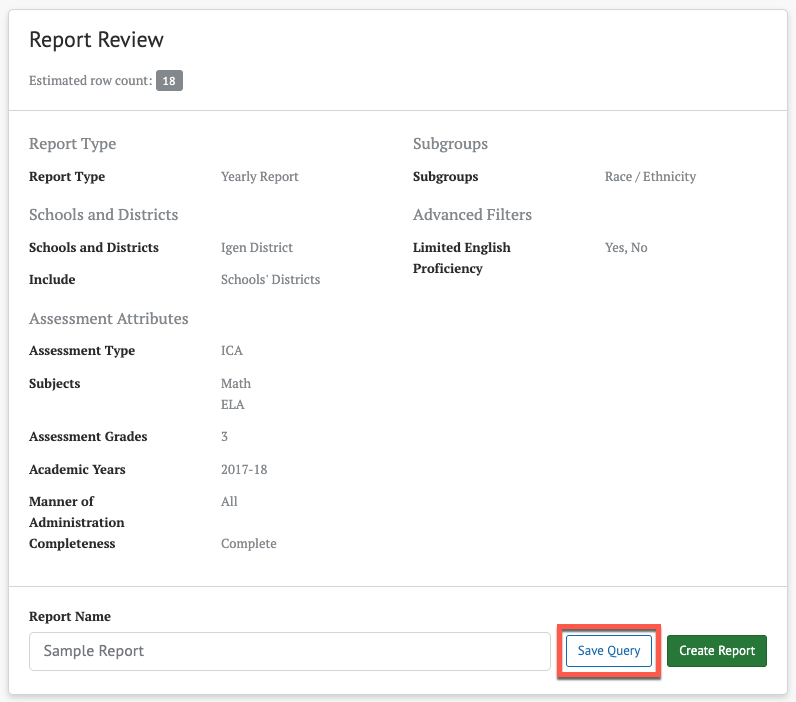 Report Review
Estimated row count: 18
Report Type
Report Type Yearly Report
Schools and Districts
Schools and Districts Igen District
Include Schools' Districts
Assessment Attributes
Assessment Type ICA
Subjects Math
ELA
Assessment Grades 3
Academic Years 2017-18
Manner of All
Administration
Completeness Complete
Subgroups
Subgroups Race / Ethnicity
Advanced Filters
Limited English Yes, No
Proficiency
Report Name
Sample Report Save Query Create Report